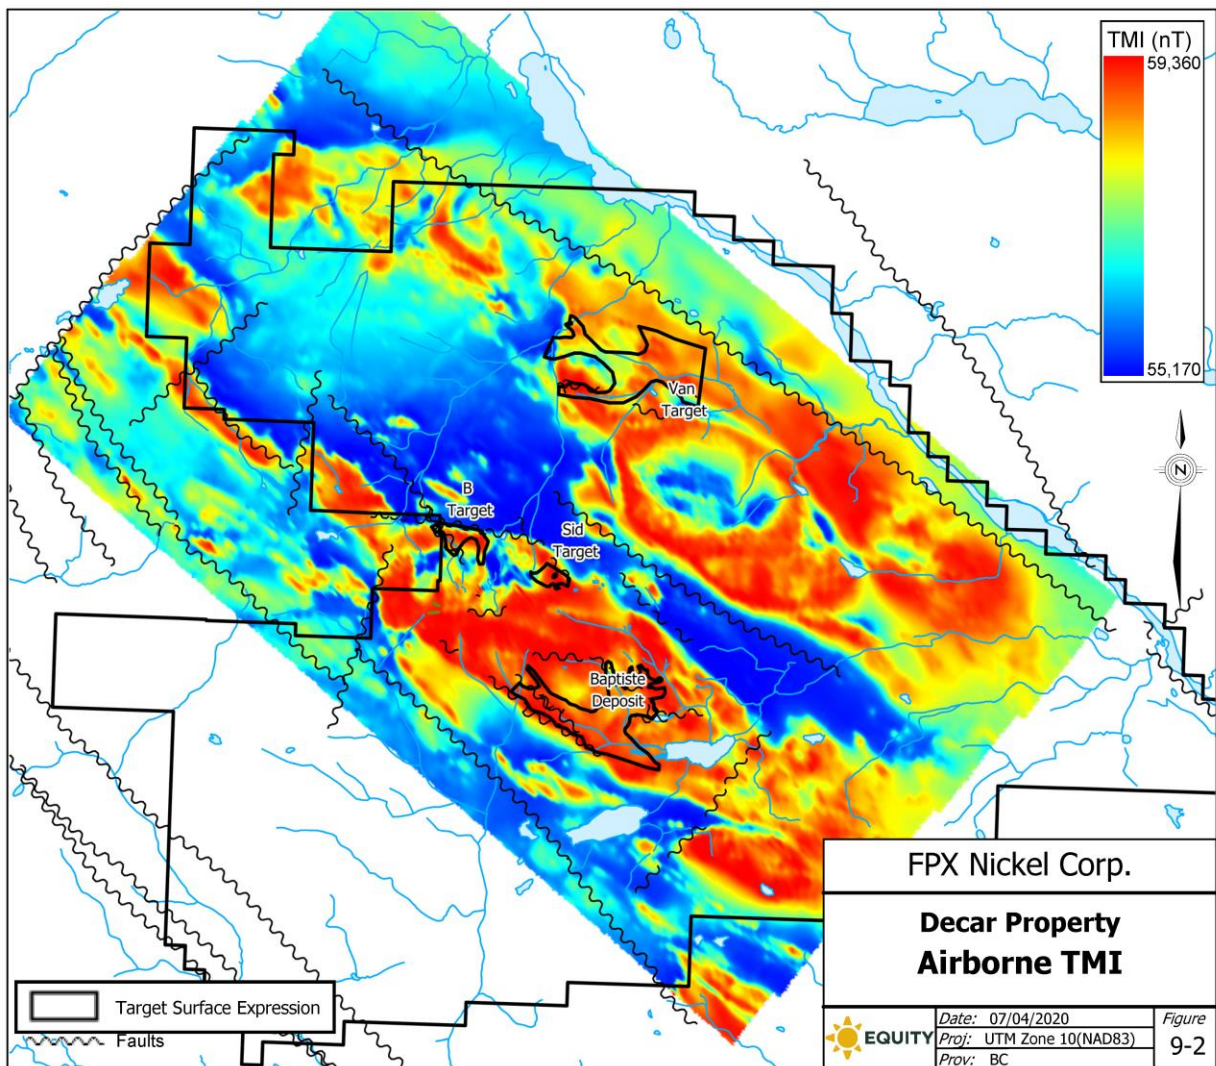 TMI (nT)
59,360
55,170
Van
Target
B
Target
Sid
Target
Baptiste
Deposit
N
FPX Nickel Corp.
Decar Property
Airborne TMI
Target Surface Expression
Faults
EQUITY
Date: 07/04/2020
Proj: UTM Zone 10(NAD83)
Prov: BC
Figure
9-2